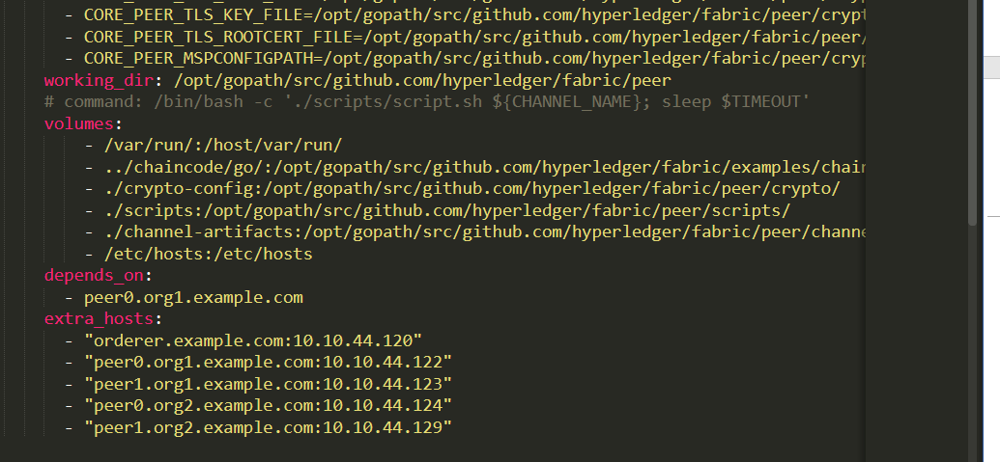 - CORE_PEER_TLS_KEY_FILE=/opt/gopath/src/github.com/hyperledger/fabric/peer/crypt
- CORE_PEER_TLS_ROOTCERT_FILE=/opt/gopath/src/github.com/hyperledger/fabric/peer/
- CORE_PEER_MSPCONFIGPATH=/opt/gopath/src/github.com/hyperledger/fabric/peer/cryp
working_dir: /opt/gopath/src/github.com/hyperledger/fabric/peer
# command: /bin/bash -c './scripts/script.sh ${CHANNEL_NAME}; sleep $TIMEOUT'
volumes:
- /var/run/:/host/var/run/
- ../chaincode/go/:/opt/gopath/src/github.com/hyperledger/fabric/examples/chain
- ./crypto-config:/opt/gopath/src/github.com/hyperledger/fabric/peer/crypto/
- ./scripts:/opt/gopath/src/github.com/hyperledger/fabric/peer/scripts/
- ./channel-artifacts:/opt/gopath/src/github.com/hyperledger/fabric/peer/channe
- /etc/hosts:/etc/hosts
depends_on:
- peer0.org1.example.com
extra_hosts:
- "orderer.example.com:10.10.44.120"
- "peer0.org1.example.com:10.10.44.122"
- "peer1.org1.example.com:10.10.44.123"
- "peer0.org2.example.com:10.10.44.124"
- "peer1.org2.example.com:10.10.44.129"